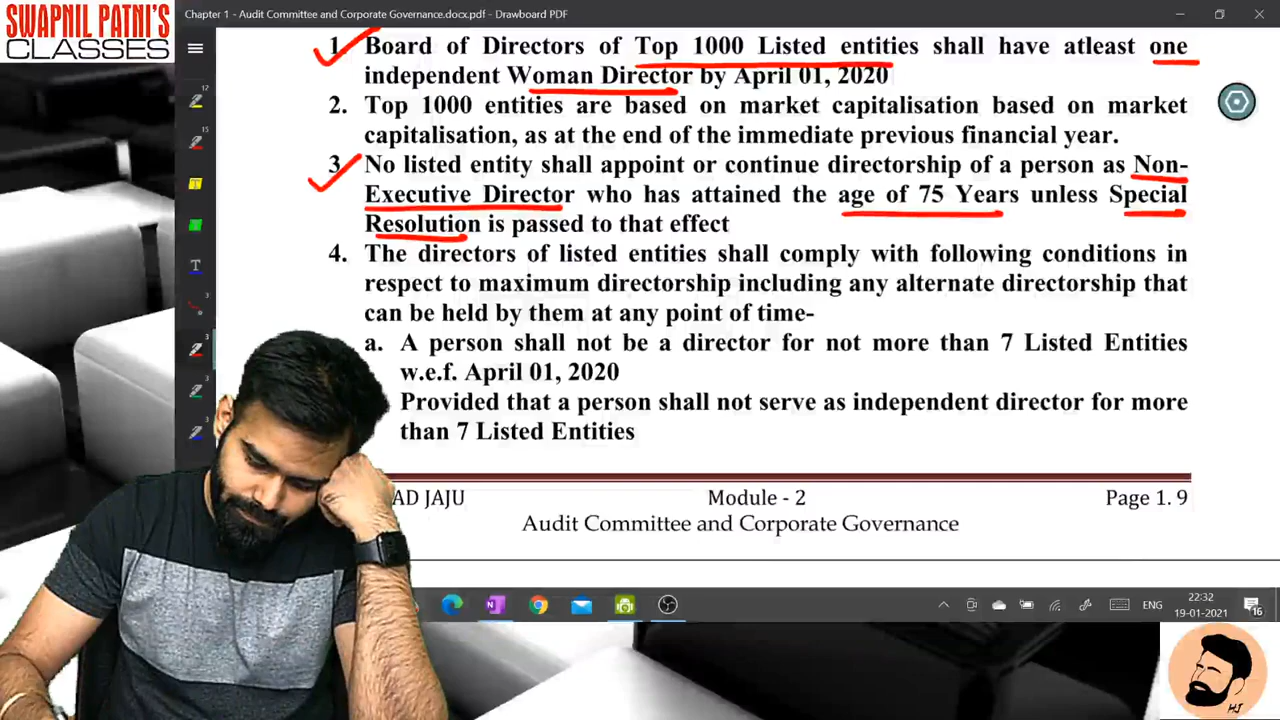 SWAPNIL PATNI'S
CLASSES
Chapter 1 - Audit Committee and Corporate Governance.docx.pdf - Drawboard PDF
1. Board of Directors of Top 1000 Listed entities shall have atleast one
independent Woman Director by April 01, 2020
2. Top 1000 entities are based on market capitalisation based on market
capitalisation, as at the end of the immediate previous financial year.
3. No listed entity shall appoint or continue directorship of a person as Non-
Executive Director who has attained the age of 75 Years unless Special
Resolution is passed to that effect
4. The directors of listed entities shall comply with following conditions in
respect to maximum directorship including any alternate directorship that
can be held by them at any point of time-
a. A person shall not be a director for not more than 7 Listed Entities
w.e.f. April 01, 2020
Provided that a person shall not serve as independent director for more
than 7 Listed Entities
AD JAJU Module - 2 Page 1. 9
Audit Committee and Corporate Governance
17
15
T
3
3
3
3
ENG
22:32
19-01-2021
16
HJ